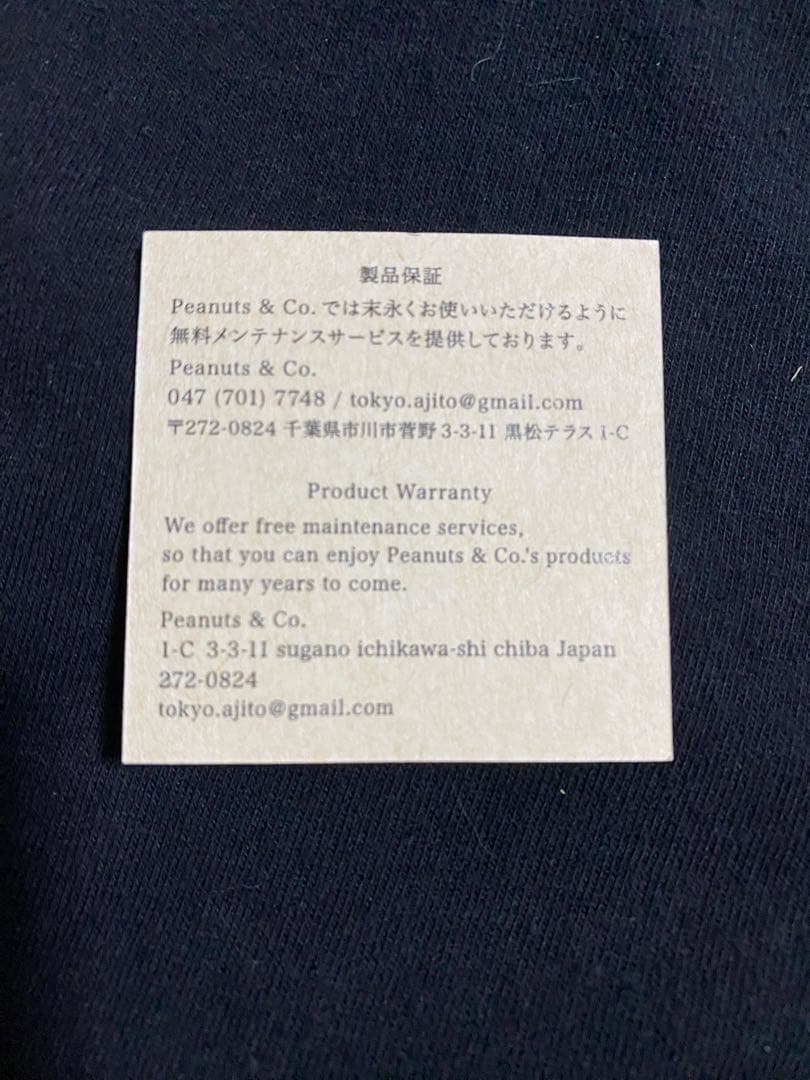 製品保証
Peanuts & Co. では末永くお使いいただけるように
無料メンテナンスサービスを提供しております。
Peanuts & Co.
047 (701) 7748 / tokyo.ajito@gmail.com
〒272-0824 千葉県市川市菅野 3-3-11 黒松テラス 1-C
Product Warranty
We offer free maintenance services,
so that you can enjoy Peanuts & Co.'s products
for many years to come.
Peanuts & Co.
1-C 3-3-11 sugano ichikawa-shi chiba Japan
272-0824
tokyo.ajito@gmail.com